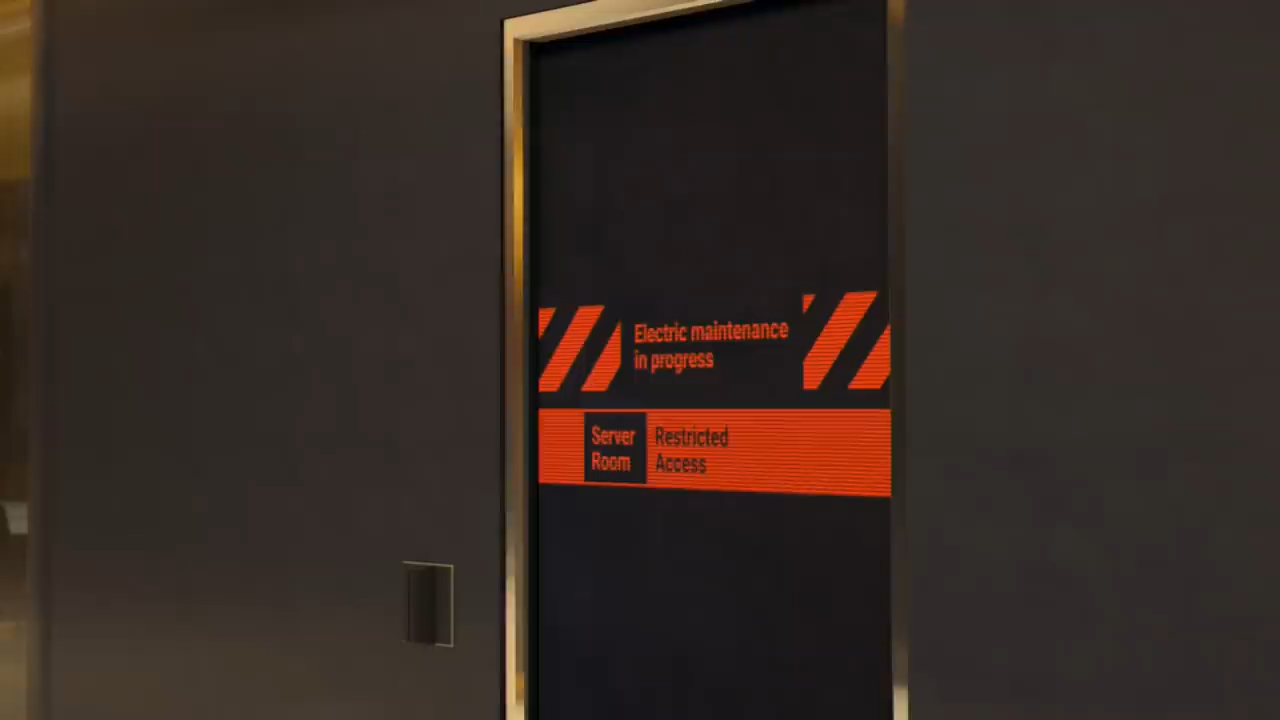 Electric maintenance
in progress
Server
Room
Restricted
Access